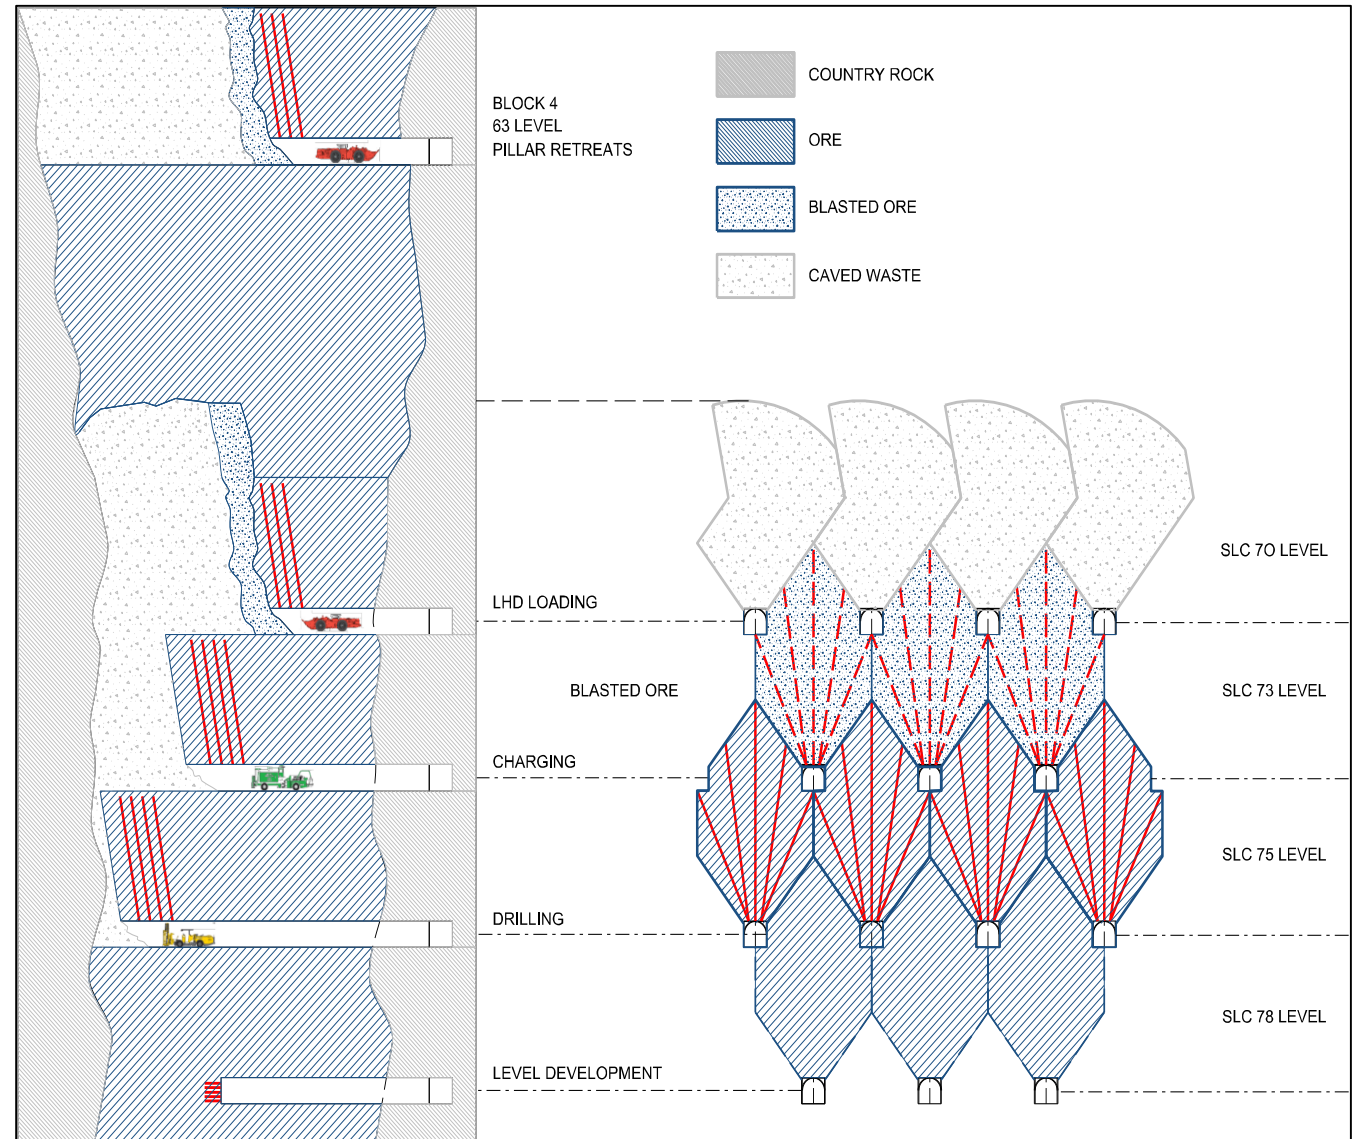 BLOCK 4
63 LEVEL
PILLAR RETREATS
COUNTRY ROCK
ORE
BLASTED ORE
CAVED WASTE
SLC 7O LEVEL
LHD LOADING
BLASTED ORE
SLC 73 LEVEL
CHARGING
SLC 75 LEVEL
DRILLING
SLC 78 LEVEL
LEVEL DEVELOPMENT